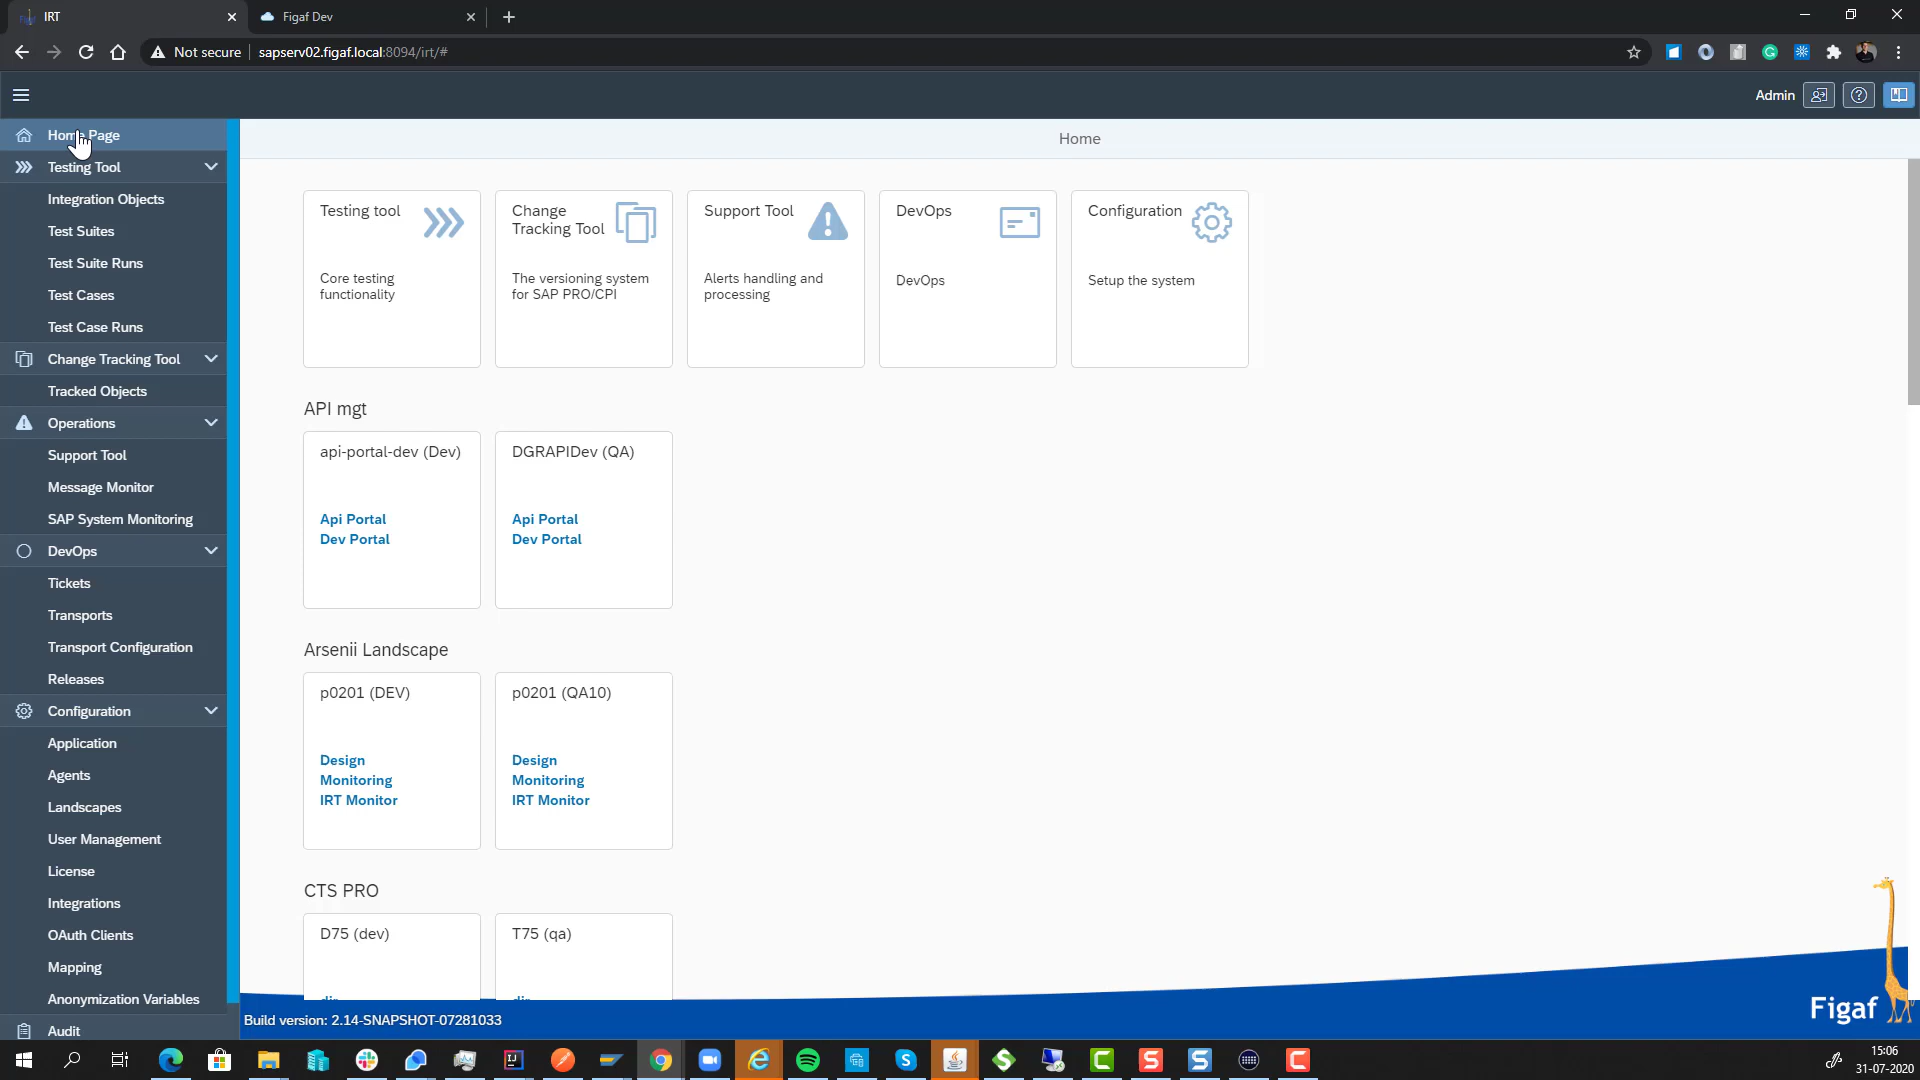 IRT
Figaf Dev
Not secure
sapserv02.figaf.local:8094/irt/#
Admin
Home Page
Testing Tool
Integration Objects
Test Suites
Test Suite Runs
Test Cases
Test Case Runs
Change Tracking Tool
Tracked Objects
Operations
Support Tool
Message Monitor
SAP System Monitoring
DevOps
Tickets
Transports
Transport Configuration
Releases
Configuration
Application
Agents
Landscapes
User Management
License
Integrations
OAuth Clients
Mapping
Anonymization Variables
Audit
Home
Testing tool
Core testing
functionality
Change
Tracking Tool
The versioning system
for SAP PRO/CPI
Support Tool
Alerts handling and
processing
DevOps
DevOps
Configuration
Setup the system
API mgt
api-portal-dev (Dev)
Api Portal
Dev Portal
DGRAPIDev (QA)
Api Portal
Dev Portal
Arsenii Landscape
p0201 (DEV)
Design
Monitoring
IRT Monitor
p0201 (QA10)
Design
Monitoring
IRT Monitor
CTS PRO
D75 (dev)
T75 (qa)
Build version: 2.14-SNAPSHOT-07281033
Figaf
15:06
31-07-2020